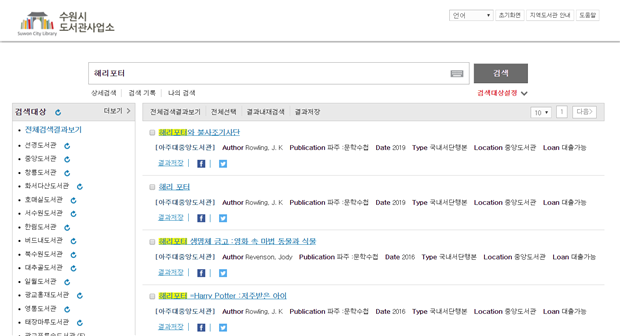 수원시
도서관사업소
Suwon City Library
언어 초기화면 지역도서관 안내 도움말
해리포터 검색
상세검색 검색 기록 나의 검색 검색대상설정
검색대상 더보기 >
전체검색결과보기 전체선택 결과내재검색 결과저장 10 1 다음>
전체검색결과보기
선경도서관
중앙도서관
창룡도서관
화서다산도서관
호매실도서관
서수원도서관
한림도서관
버드내도서관
북수원도서관
대추골도서관
일월도서관
광교홍재도서관
영통도서관
태장마루도서관
해리포터와 불사조기사단
[아주대중앙도서관] Author Rowling, J. K Publication 파주 :문학수첩 Date 2019 Type 국내서단행본 Location 중앙도서관 Loan 대출가능
결과저장
해리 포터
[아주대중앙도서관] Author Rowling, J. K Publication 파주 :문학수첩 Date 2019 Type 국내서단행본 Location 중앙도서관 Loan 대출가능
결과저장
해리포터 생명체 금고 :영화 속 마법 동물과 식물
[아주대중앙도서관] Author Revenson, Jody Publication 파주 :문학수첩 Date 2016 Type 국내서단행본 Location 중앙도서관 Loan 대출가능
결과저장
해리포터 =Harry Potter :저주받은 아이
[아주대중앙도서관] Author Rowling, J. K Publication 파주 :문학수첩 Date 2016 Type 국내서단행본 Location 중앙도서관 Loan 대출가능
결과저장